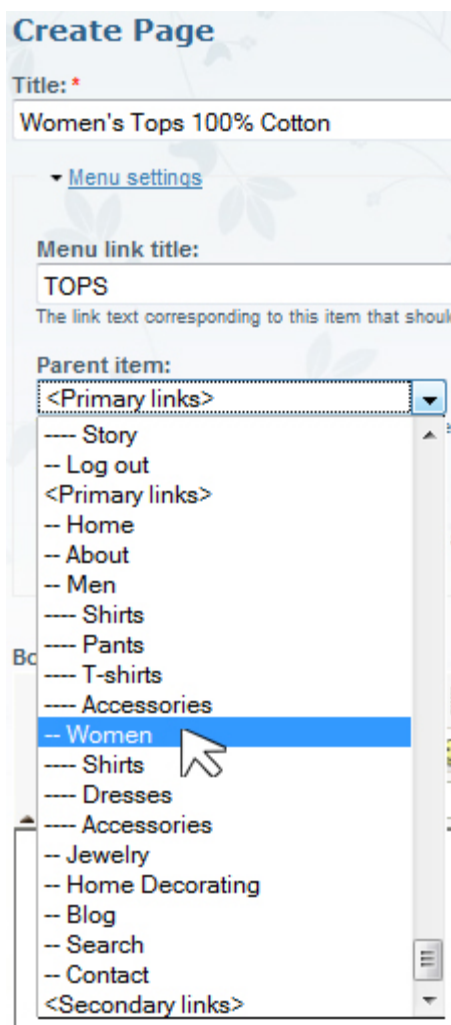 Create Page
Title: *
Women's Tops 100% Cotton
Menu settings
Menu link title:
TOPS
The link text corresponding to this item that shoul
Parent item:
<Primary links>
---- Story
-- Log out
<Primary links>
-- Home
-- About
-- Men
---- Shirts
---- Pants
---- T-shirts
---- Accessories
-- Women
---- Shirts
---- Dresses
---- Accessories
-- Jewelry
-- Home Decorating
-- Blog
-- Search
-- Contact
<Secondary links>